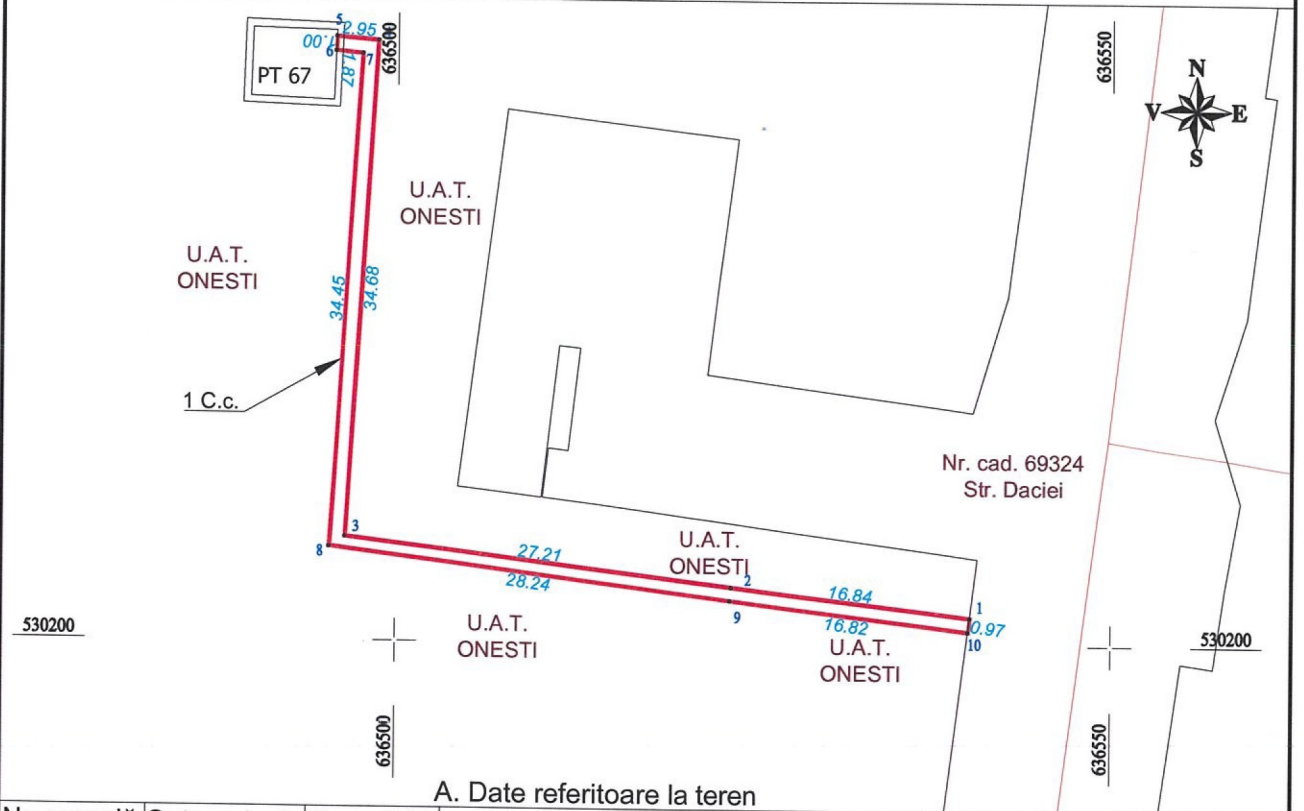 5
2.95
1.00
6
7
1.87
PT 67
636500
636550
N
V
E
S
U.A.T.
ONESTI
U.A.T.
ONESTI
34.45
34.68
1 C.c.
Nr. cad. 69324
Str. Daciei
3
8
27.21
28.24
U.A.T.
ONESTI
2
9
16.84
16.82
1
0.97
10
530200
U.A.T.
ONESTI
U.A.T.
ONESTI
530200
636500
636550
A. Date referitoare la teren